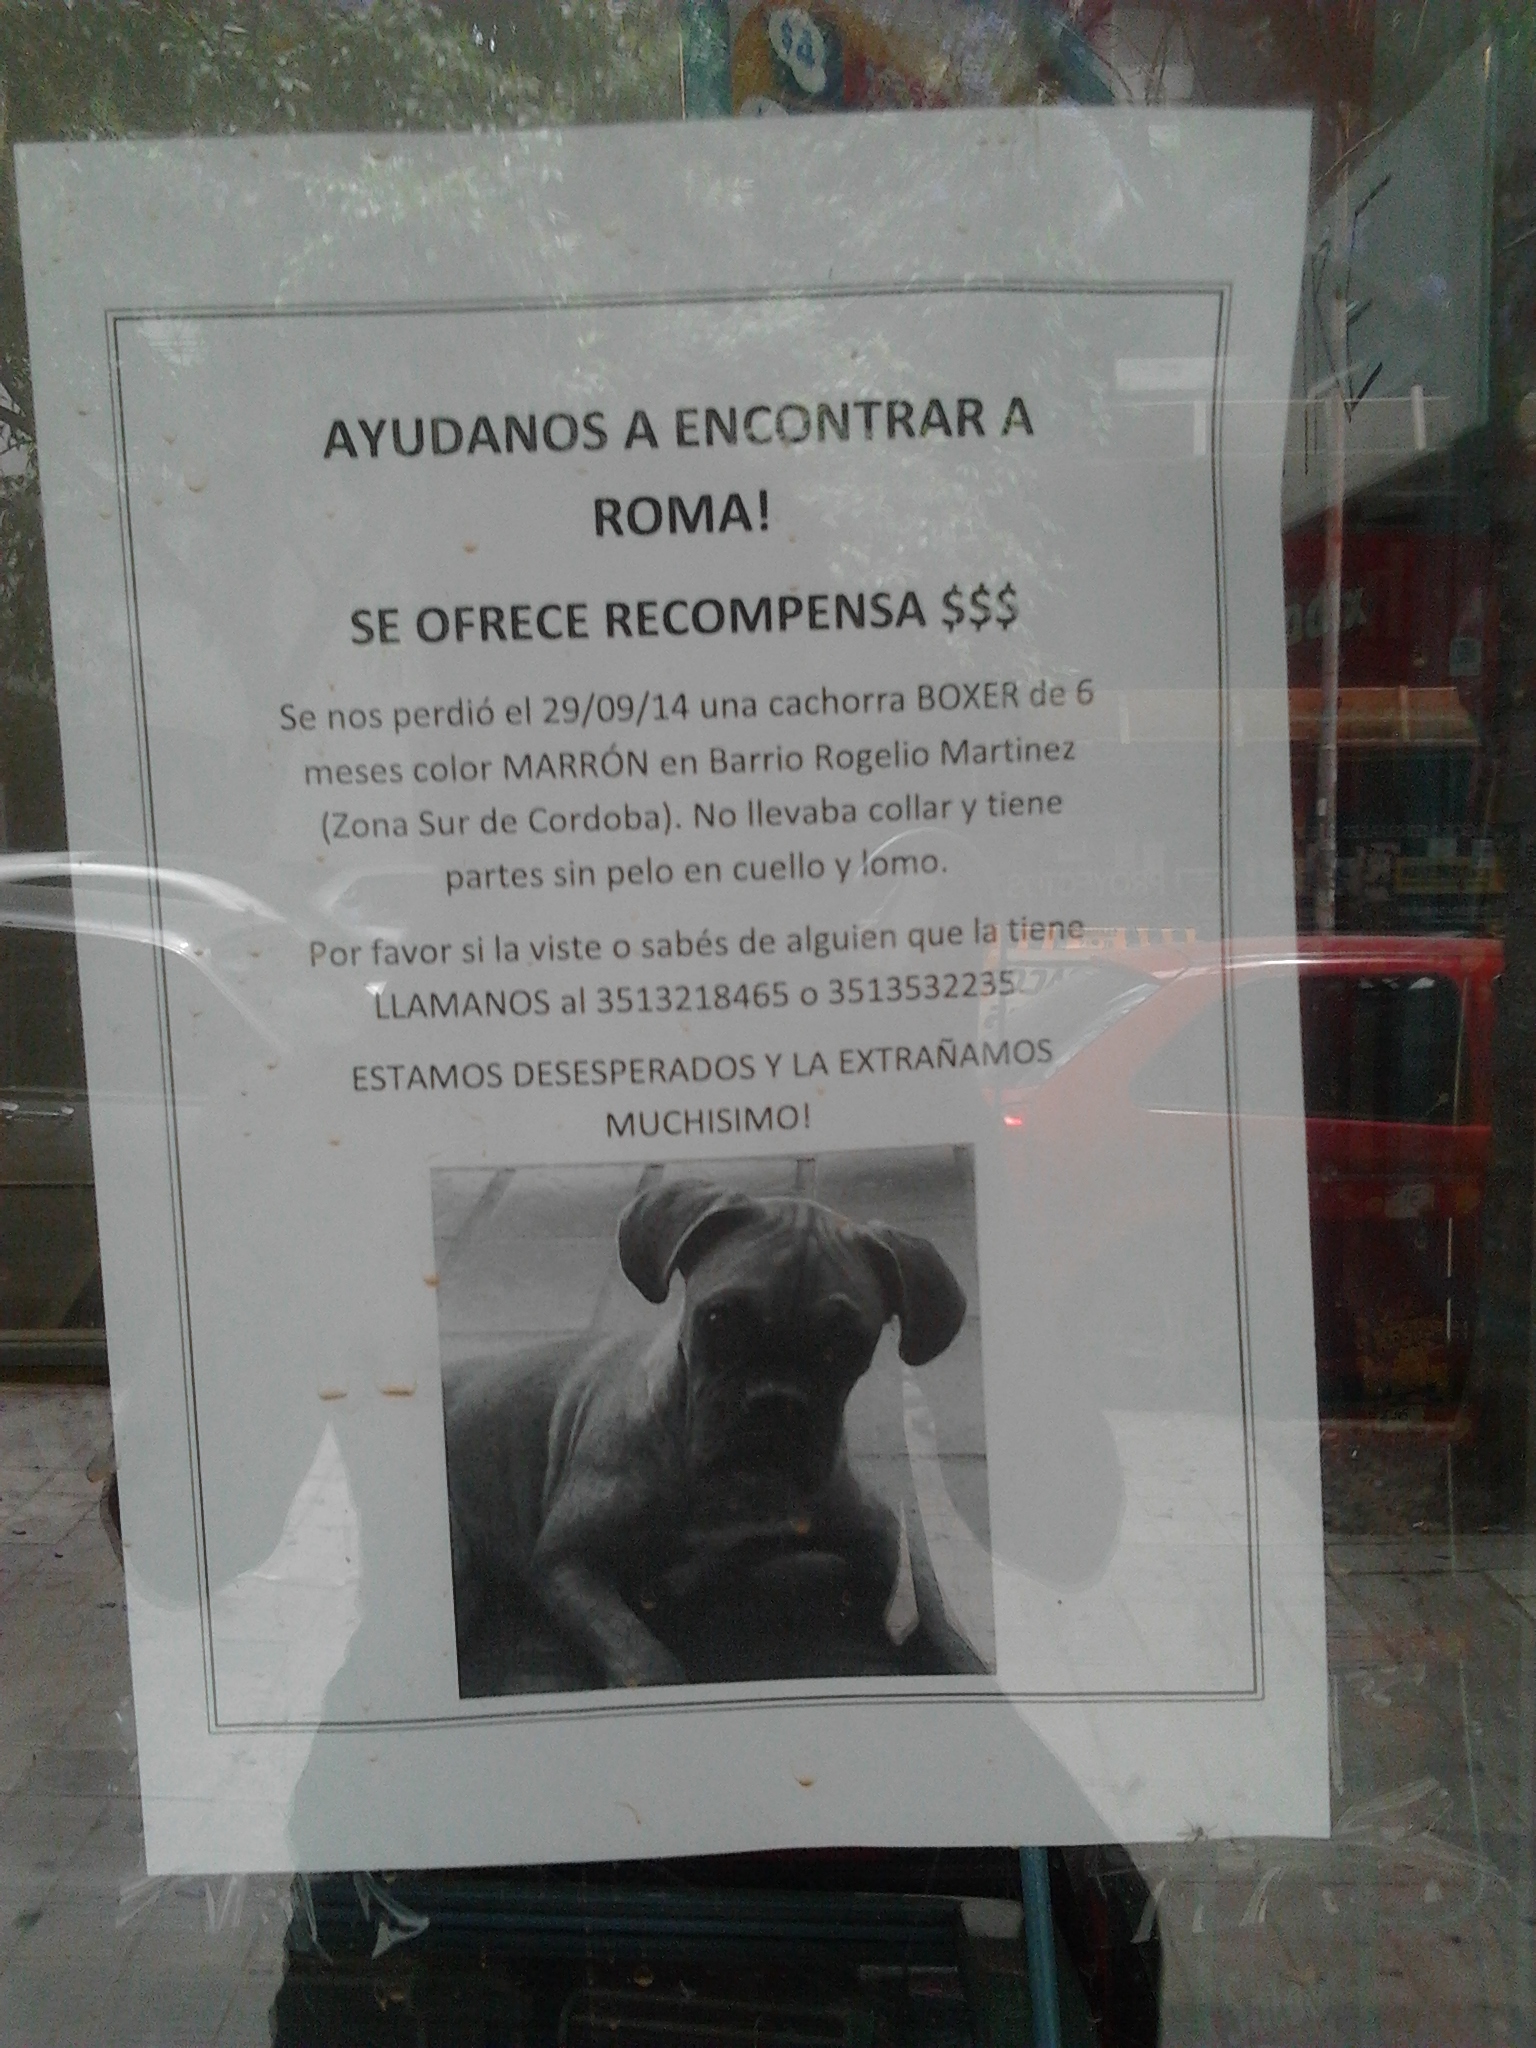 $4
AYUDANOS A ENCONTRAR A
ROMA!
SE OFRECE RECOMPENSA $$$
Se nos perdió el 29/09/14 una cachorra BOXER de 6
meses color MARRÓN en Barrio Rogelio Martinez
(Zona Sur de Cordoba). No llevaba collar y tiene
partes sin pelo en cuello y lomo.
Por favor si la viste o sabés de alguien que la tiene
LLAMANOS al 3513218465 o 3513532235
ESTAMOS DESESPERADOS Y LA EXTRAÑAMOS
MUCHISIMO!